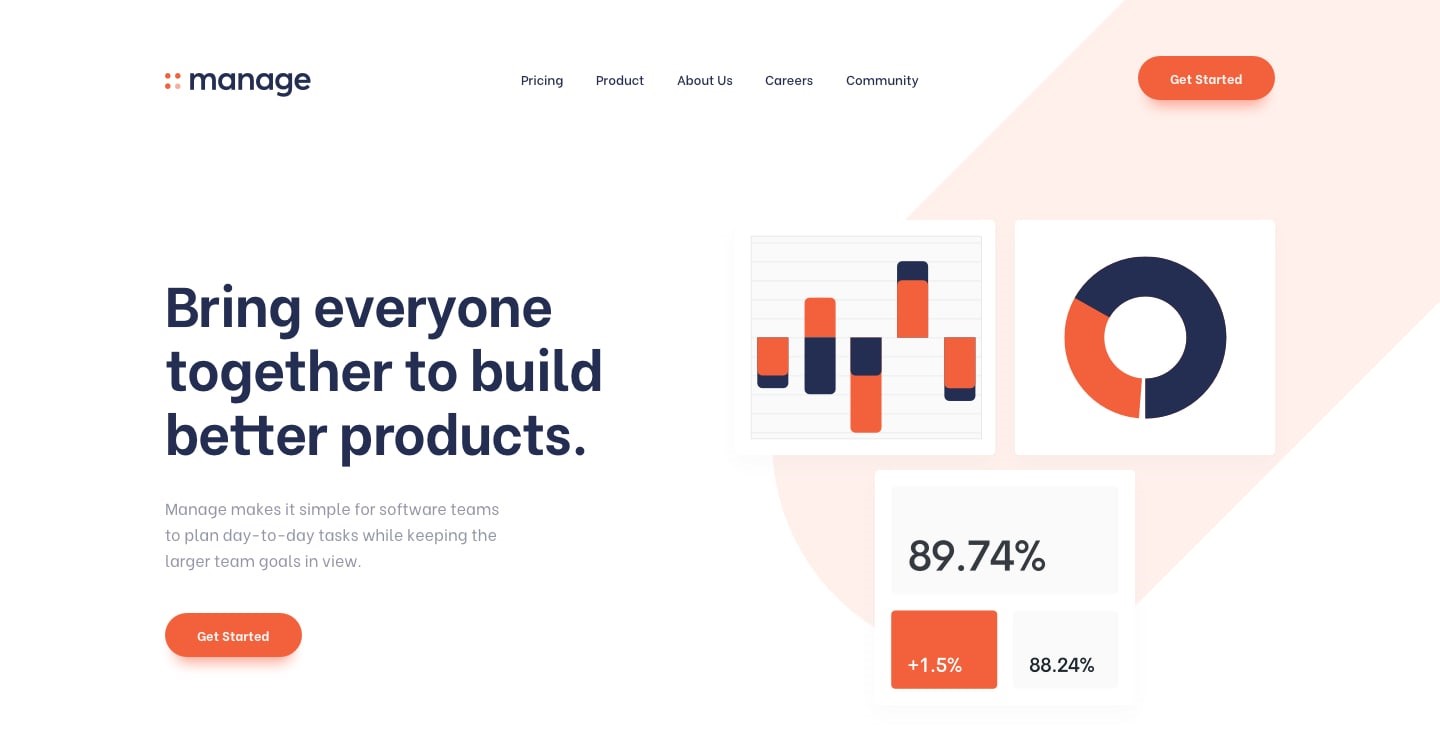 manage
Pricing
Product
About Us
Careers
Community
Get Started
Bring everyone
together to build
better products.
Manage makes it simple for software teams
to plan day-to-day tasks while keeping the
larger team goals in view.
Get Started
89.74%
+1.5%
88.24%